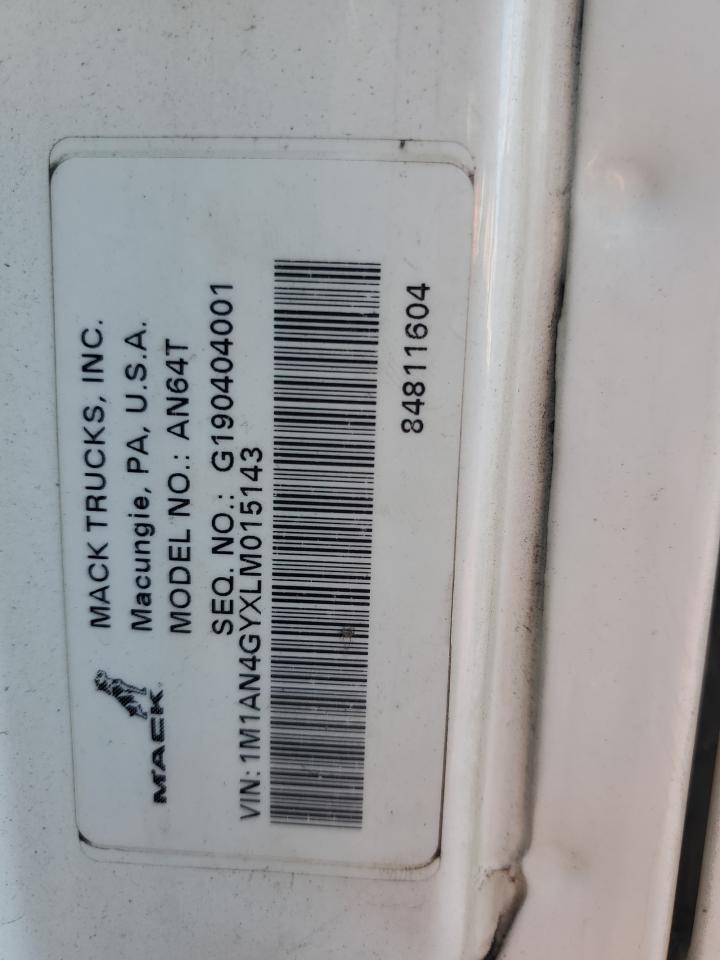 MACK
MACK TRUCKS, INC.
Macungie, PA, U.S.A.
MODEL NO.: AN64T
SEQ. NO.: G190404001
VIN: 1M1AN4GYXLM015143
84811604